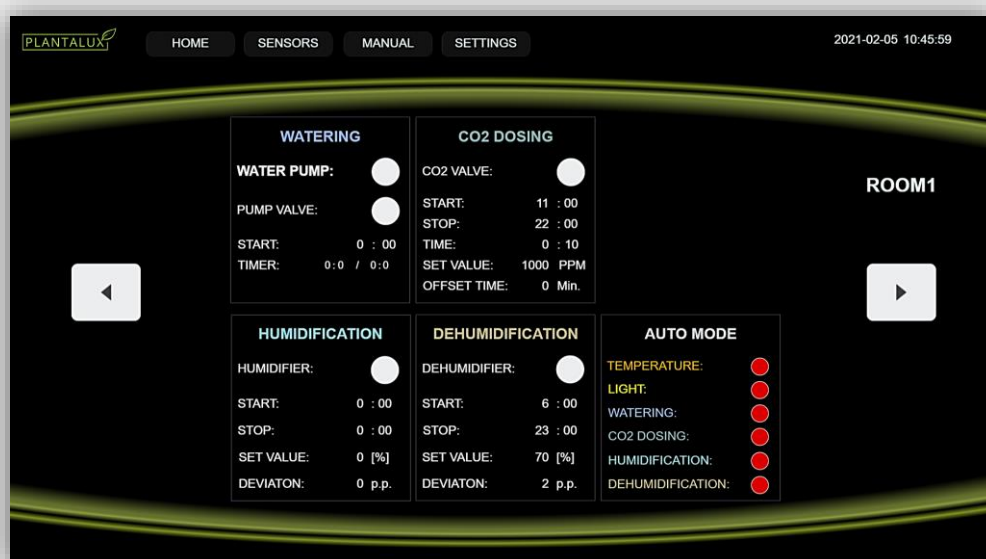 PLANTALUX
HOME SENSORS MANUAL SETTINGS 2021-02-05 10:45:59
ROOM1
WATERING
WATER PUMP:
PUMP VALVE:
START: 0 : 00
TIMER: 0:0 / 0:0
CO2 DOSING
CO2 VALVE:
START: 11 : 00
STOP: 22 : 00
TIME: 0 : 10
SET VALUE: 1000 PPM
OFFSET TIME: 0 Min.
HUMIDIFICATION
HUMIDIFIER:
START: 0 : 00
STOP: 0 : 00
SET VALUE: 0 [%]
DEVIATON: 0 p.p.
DEHUMIDIFICATION
DEHUMIDIFIER:
START: 6 : 00
STOP: 23 : 00
SET VALUE: 70 [%]
DEVIATON: 2 p.p.
AUTO MODE
TEMPERATURE:
LIGHT:
WATERING:
CO2 DOSING:
HUMIDIFICATION:
DEHUMIDIFICATION: